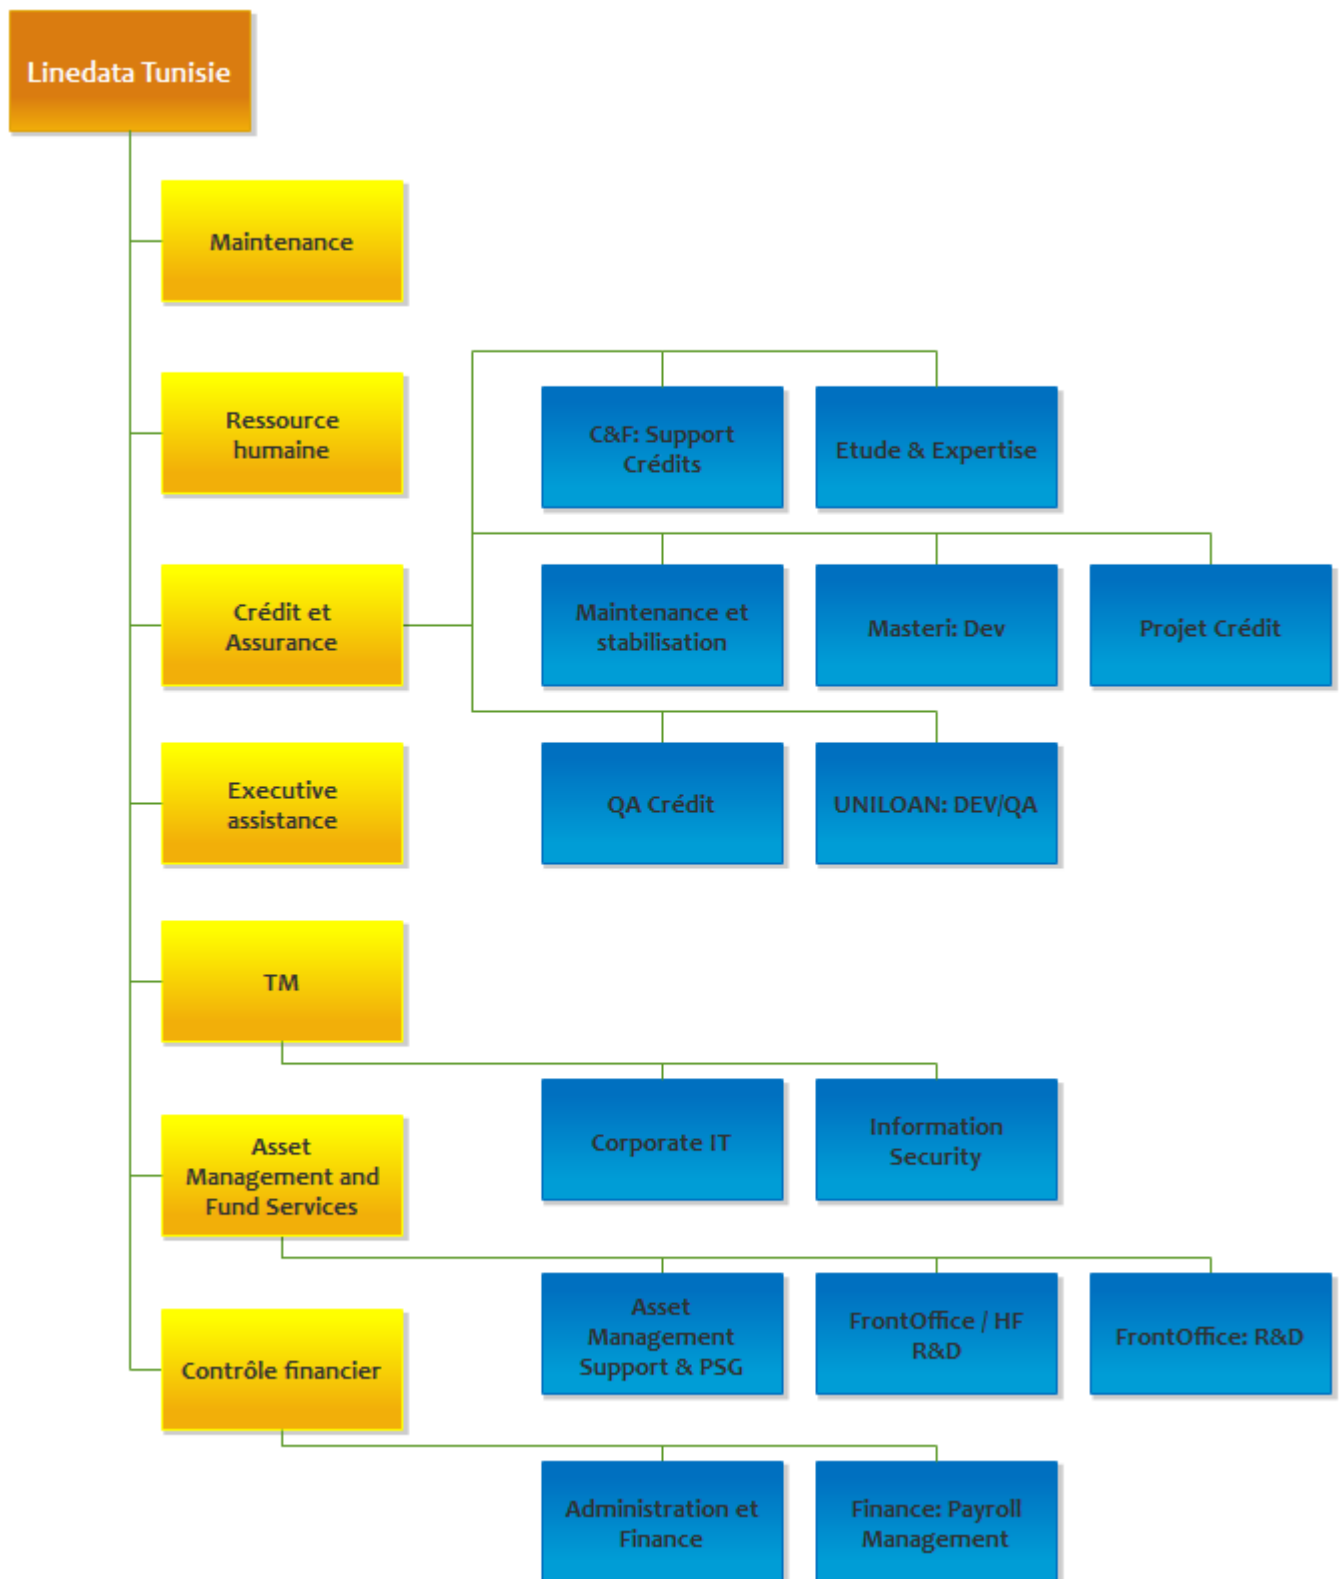 Linedata Tunisie
Maintenance
Ressource
humaine
C&F: Support
Crédits
Etude & Expertise
Crédit et
Assurance
Maintenance et
stabilisation
Masteri: Dev
Projet Crédit
Executive
assistance
QA Crédit
UNILOAN: DEV/QA
TM
Corporate IT
Information
Security
Asset
Management and
Fund Services
Asset
Management
Support & PSG
FrontOffice / HF
R&D
FrontOffice: R&D
Contrôle financier
Administration et
Finance
Finance: Payroll
Management